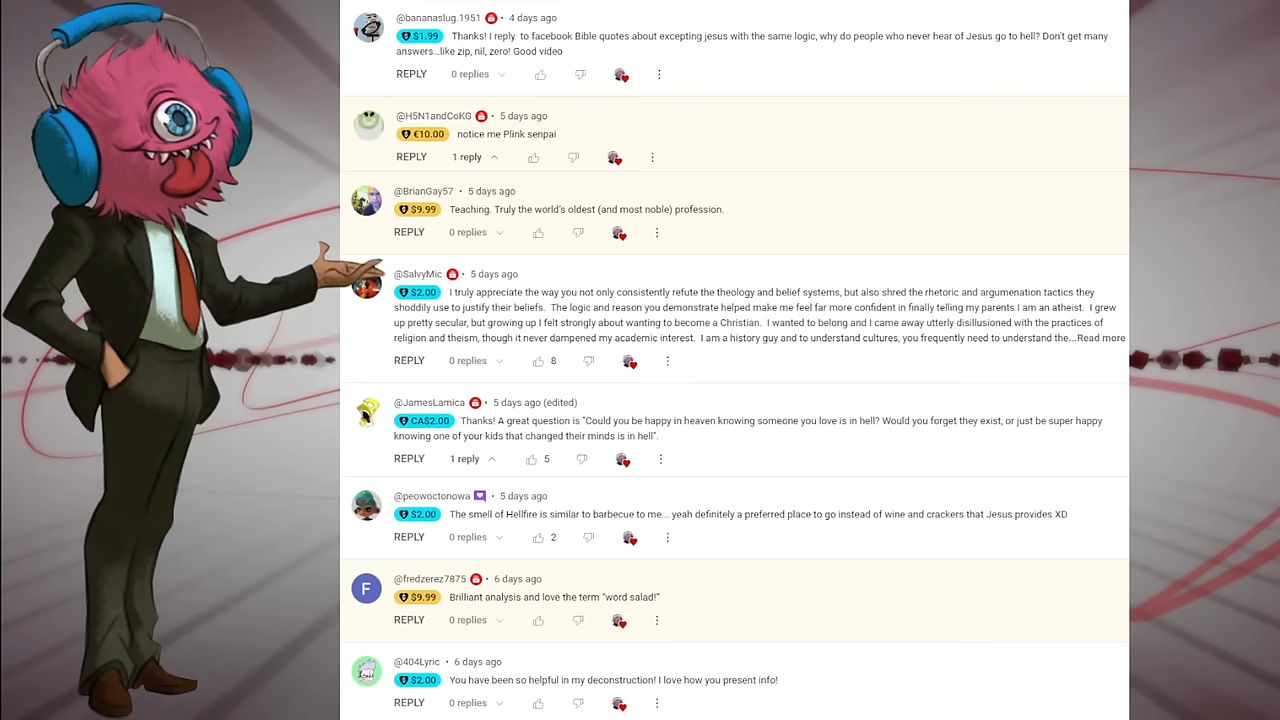 @bananaslug.1951 • 4 days ago
$1.99 Thanks! I reply to facebook Bible quotes about excepting jesus with the same logic, why do people who never hear of Jesus go to hell? Don't get many
answers...like zip, nil, zero! Good video
REPLY 0 replies
@H5N1andCoKG • 5 days ago
€10.00 notice me Plink senpai
REPLY 1 reply
@BrianGay57 • 5 days ago
$9.99 Teaching. Truly the world's oldest (and most noble) profession.
REPLY 0 replies
@SalvyMic • 5 days ago
$2.00 I truly appreciate the way you not only consistently refute the theology and belief systems, but also shred the rhetoric and argumenation tactics they
shoddily use to justify their beliefs. The logic and reason you demonstrate helped make me feel far more confident in finally telling my parents I am an atheist. I grew
up pretty secular, but growing up I felt strongly about wanting to become a Christian. I wanted to belong and I came away utterly disillusioned with the practices of
religion and theism, though it never dampened my academic interest. I am a history guy and to understand cultures, you frequently need to understand the...Read more
REPLY 0 replies 8
@JamesLamica • 5 days ago (edited)
CA$2.00 Thanks! A great question is "Could you be happy in heaven knowing someone you love is in hell? Would you forget they exist, or just be super happy
knowing one of your kids that changed their minds is in hell".
REPLY 1 reply 5
@peowoctonowa • 5 days ago
$2.00 The smell of Hellfire is similar to barbecue to me... yeah definitely a preferred place to go instead of wine and crackers that Jesus provides XD
REPLY 0 replies 2
F
@fredzerez7875 • 6 days ago
$9.99 Brilliant analysis and love the term "word salad!"
REPLY 0 replies
@404Lyric • 6 days ago
$2.00 You have been so helpful in my deconstruction! I love how you present info!
REPLY 0 replies